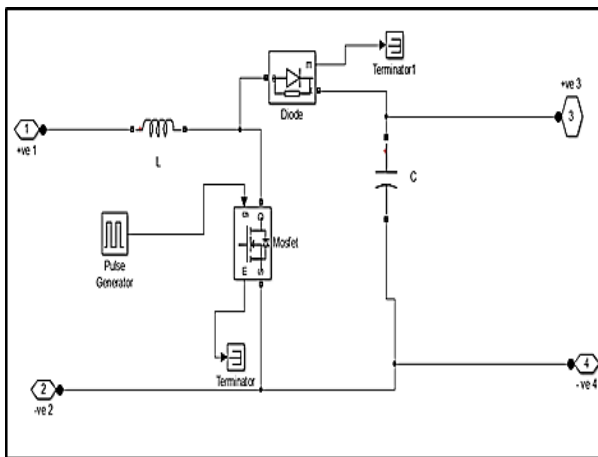 m
Terminator1
+ve 3
3
Diode
1
+ve 1
L
C
g
D
Mosfet
m
S
Pulse
Generator
Terminator
2
-ve 2
4
- ve 4